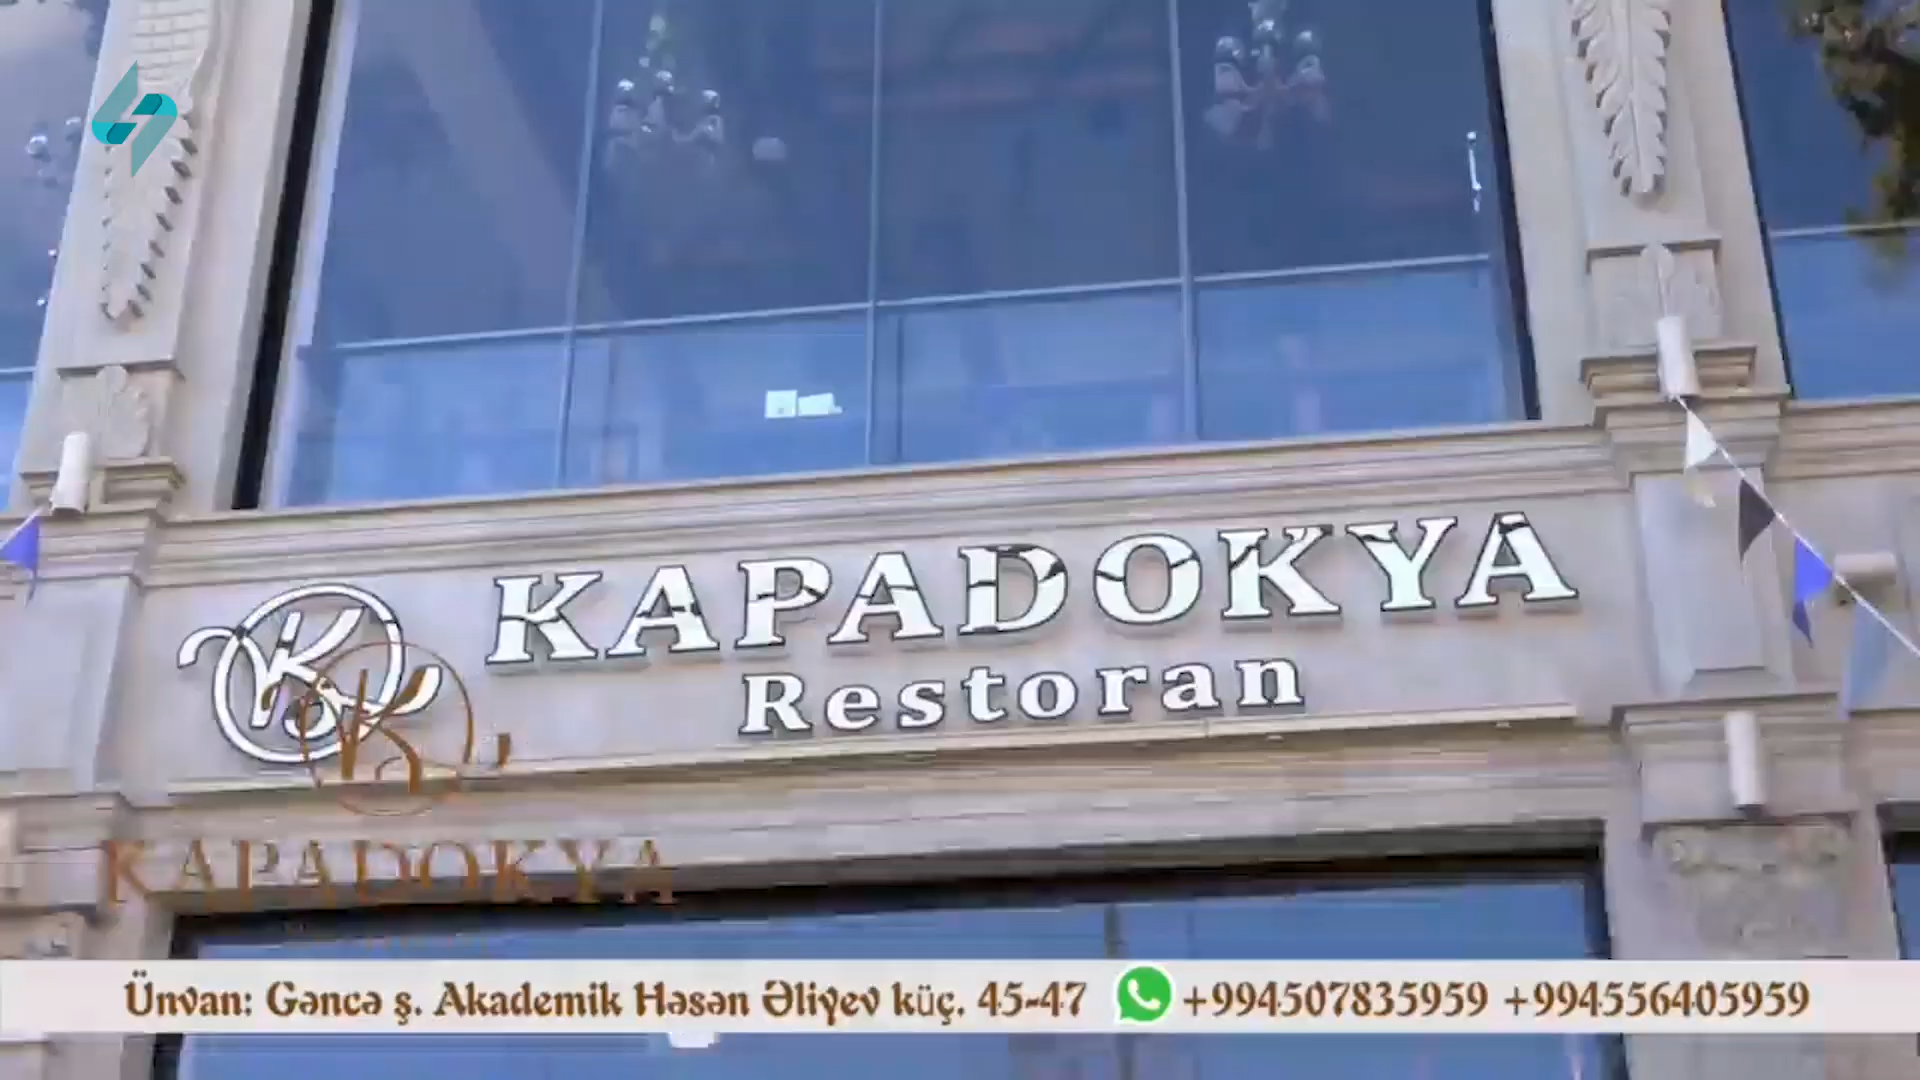 KAPADOKYA
Restoran
KAPADOKYA
Ünvan: Gəncə ş. Akademik Həsən Əliyev küç. 45-47 +994507835959 +994556405959